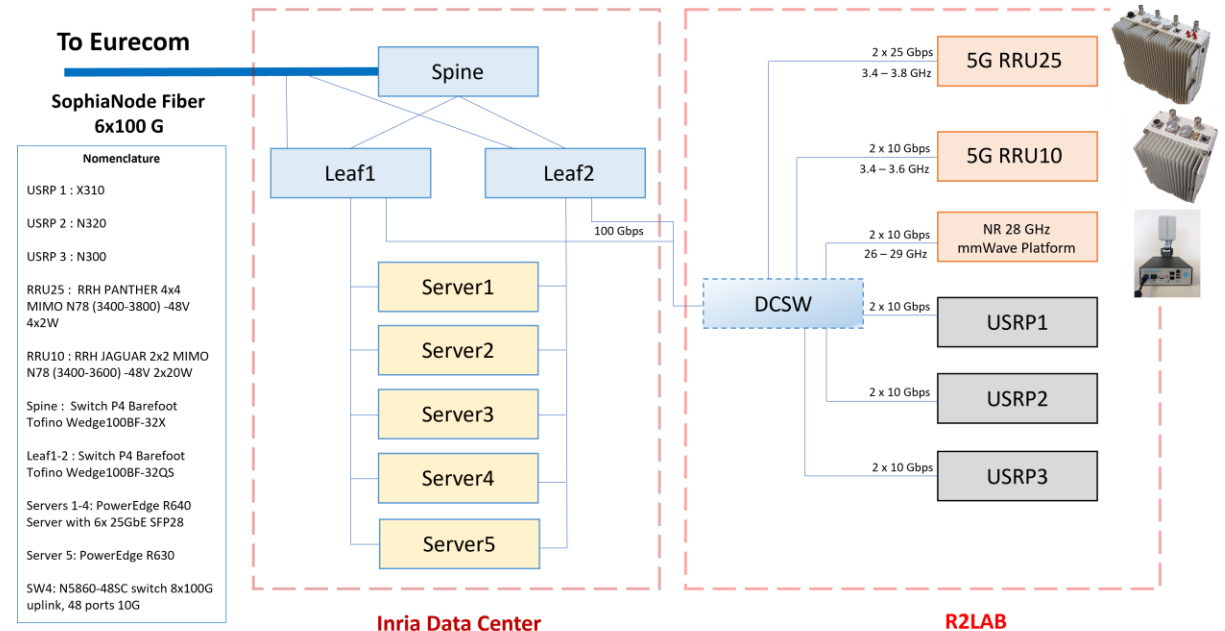 To Eurecom
SophiaNode Fiber
6x100 G
Nomenclature
USRP 1 : X310
USRP 2 : N320
USRP 3 : N300
RRU25 : RRH PANTHER 4x4
MIMO N78 (3400-3800) -48V
4x2W
RRU10 : RRH JAGUAR 2x2 MIMO
N78 (3400-3600) -48V 2x20W
Spine : Switch P4 Barefoot
Tofino Wedge100BF-32X
Leaf1-2 : Switch P4 Barefoot
Tofino Wedge100BF-32QS
Servers 1-4: PowerEdge R640
Server with 6x 25GbE SFP28
Server 5: PowerEdge R630
SW4: N5860-48SC switch 8x100G
uplink, 48 ports 10G
Spine
Leaf1
Leaf2
100 Gbps
Server1
Server2
Server3
Server4
Server5
Inria Data Center
DCSW
2 x 25 Gbps
3.4 – 3.8 GHz
5G RRU25
2 x 10 Gbps
3.4 – 3.6 GHz
5G RRU10
2 x 10 Gbps
26 – 29 GHz
NR 28 GHz
mmWave Platform
2 x 10 Gbps
USRP1
2 x 10 Gbps
USRP2
2 x 10 Gbps
USRP3
R2LAB